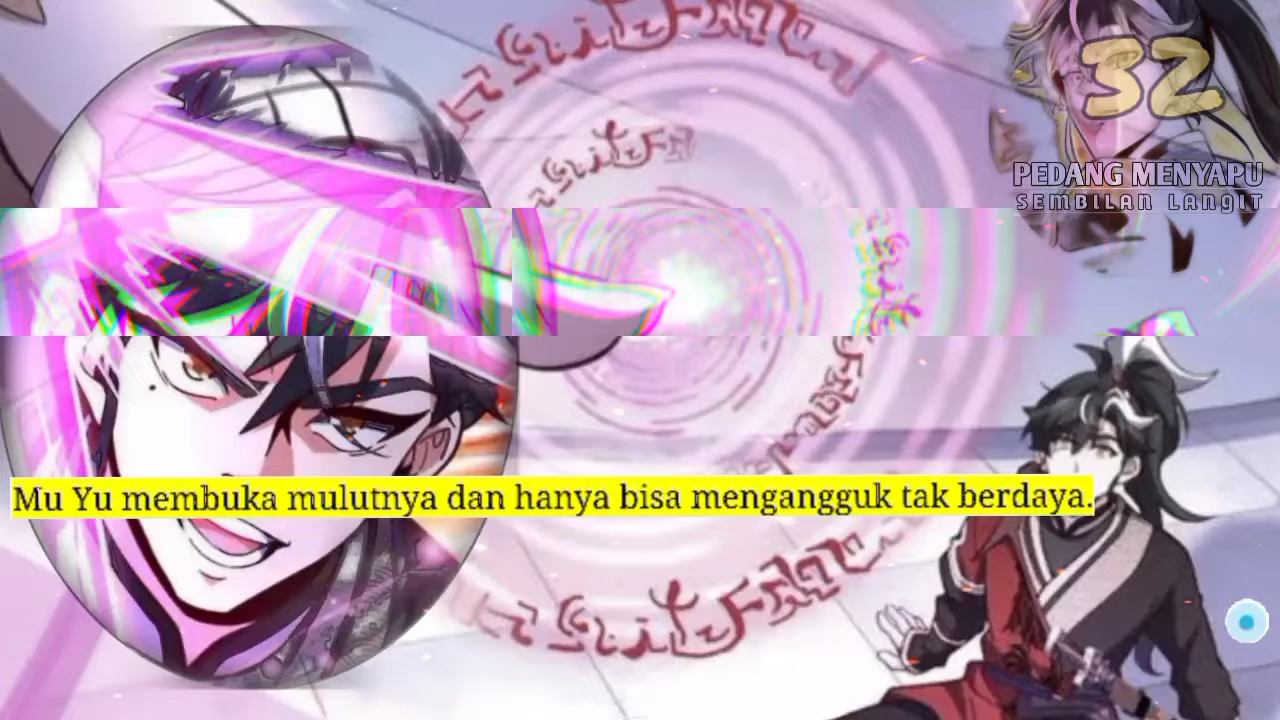 32
PEDANG MENYAPU
SEMBILAN LANGIT
Mu Yu membuka mulutnya dan hanya bisa mengangguk tak berdaya.